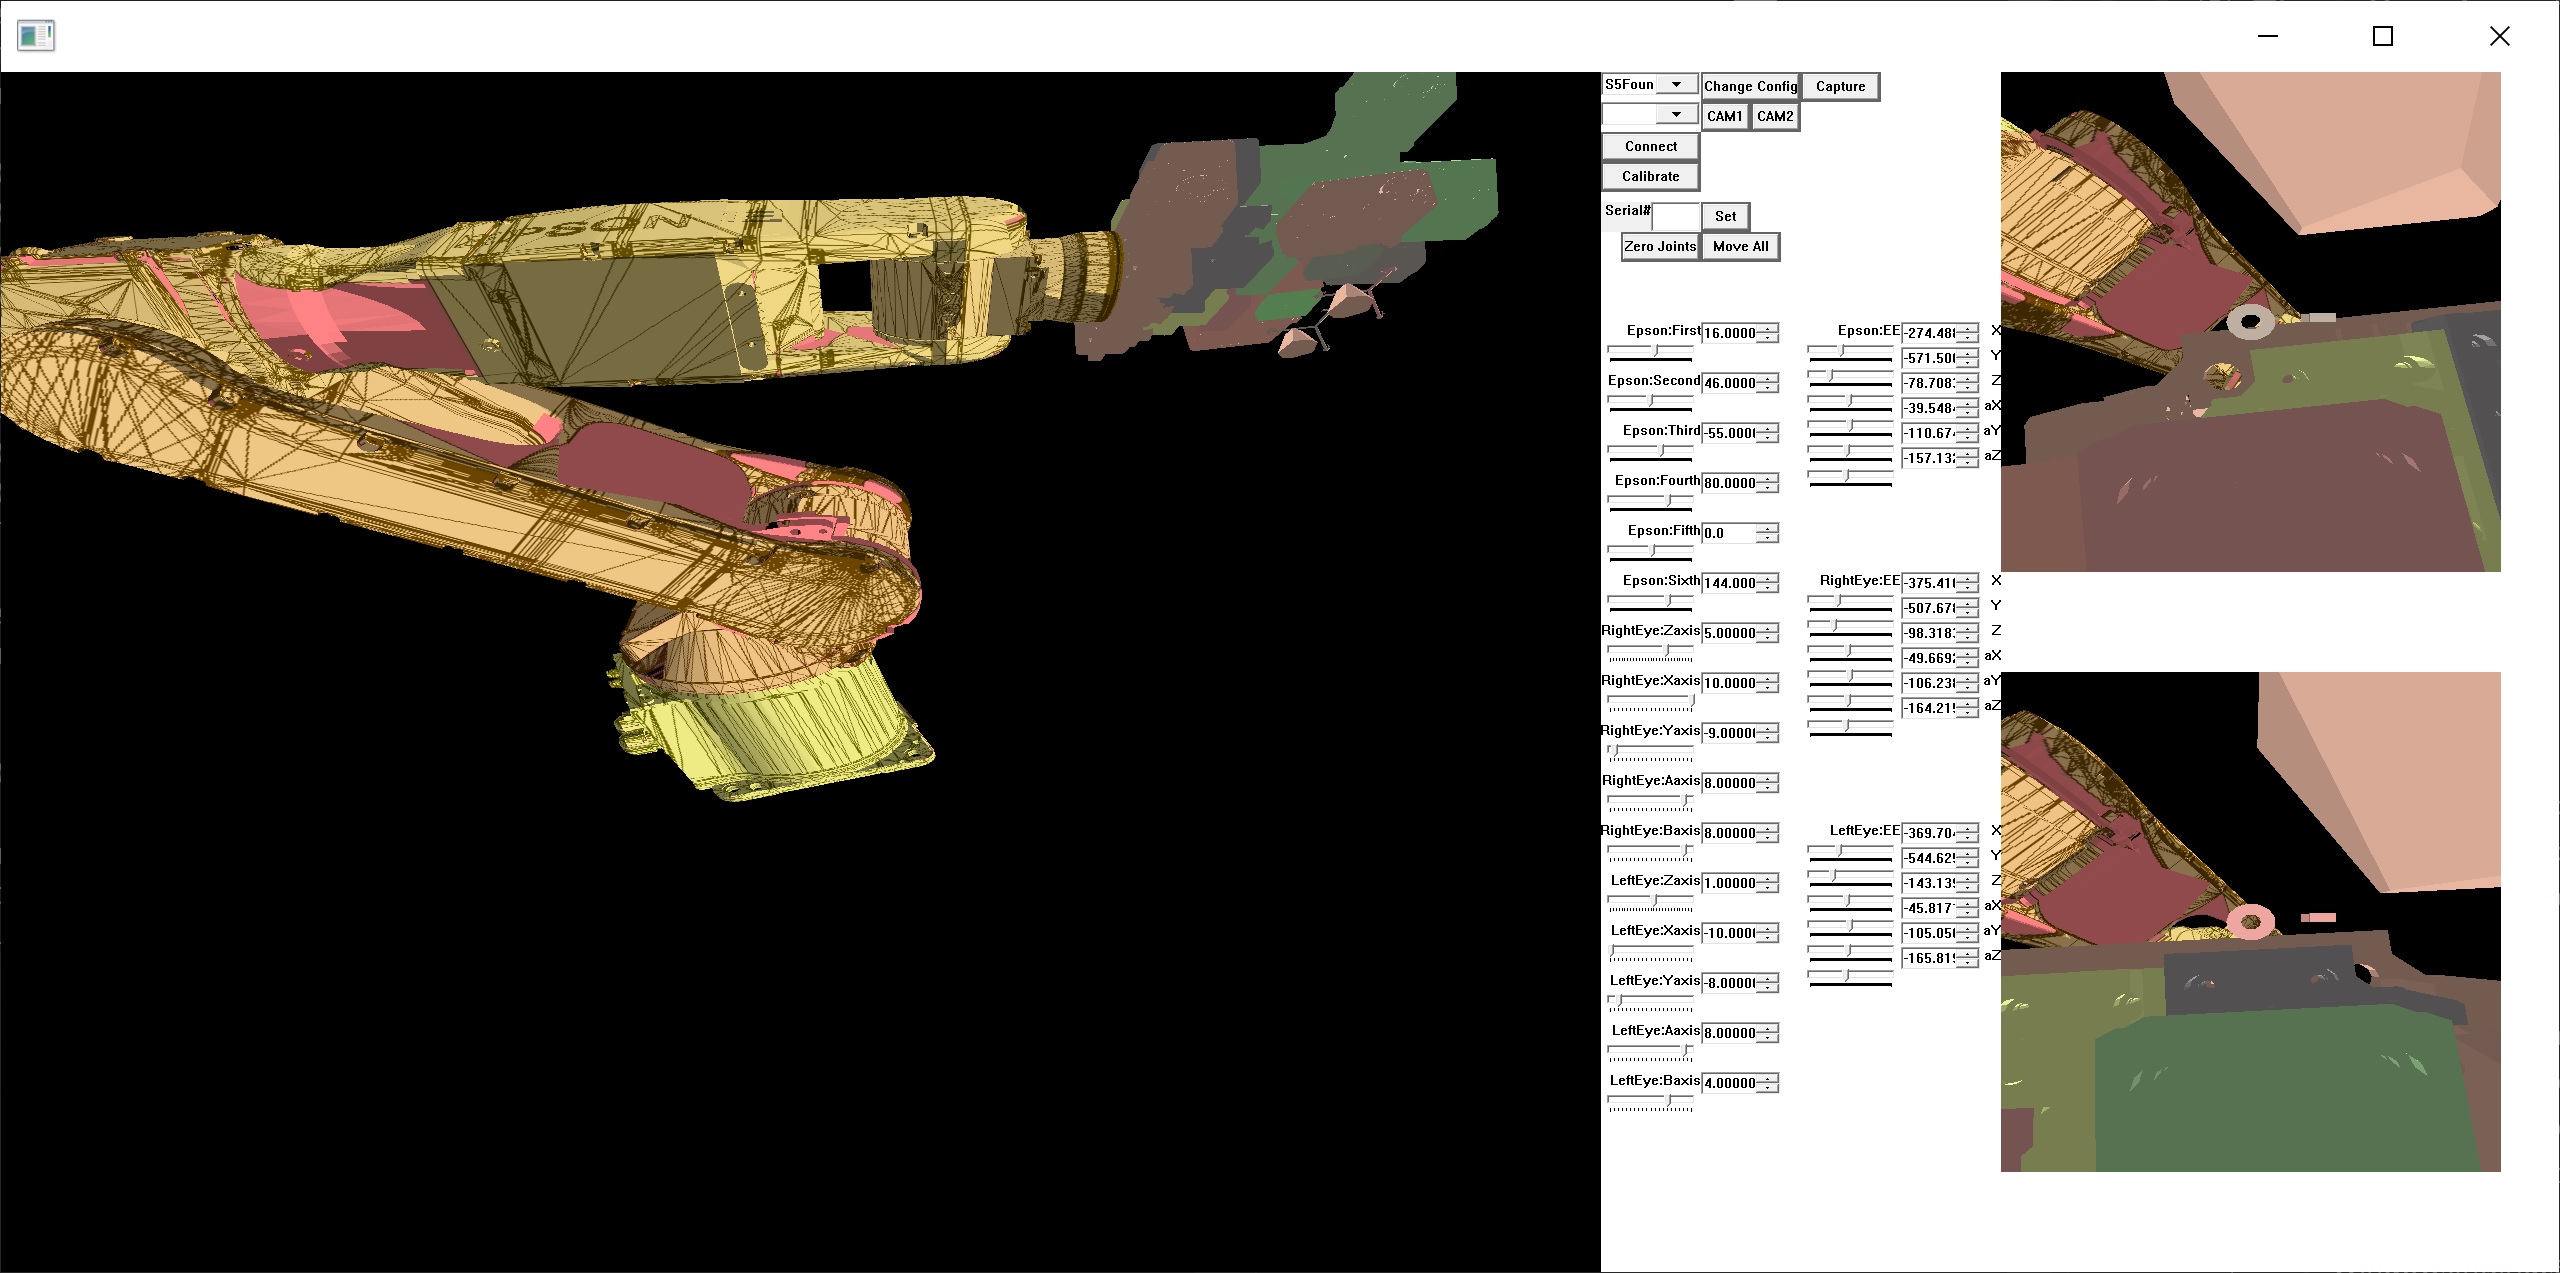 EPSON
S5Foun
Change Config
Capture
CAM1
CAM2
Connect
Calibrate
Serial#
Set
Zero Joints
Move All
Epson:First 16.0000
Epson:Second 46.0000
Epson:Third -55.000
Epson:Fourth 80.0000
Epson:Fifth 0.0
Epson:Sixth 144.000
RightEye:Zaxis 5.00000
RightEye:Xaxis 10.0000
RightEye:Yaxis -9.0000
RightEye:Aaxis 8.00000
RightEye:Baxis 8.00000
LeftEye:Zaxis 1.00000
LeftEye:Xaxis -10.000
LeftEye:Yaxis -8.0000
LeftEye:Aaxis 8.00000
LeftEye:Baxis 4.00000
Epson:EE -274.48 X
-571.50 Y
-78.708 Z
-39.548 aX
-110.67 aY
-157.13 aZ
RightEye:EE -375.41 X
-507.67 Y
-98.318 Z
-49.669 aX
-106.23 aY
-164.21 aZ
LeftEye:EE -369.70 X
-544.62 Y
-143.13 Z
-45.817 aX
-105.05 aY
-165.81 aZ